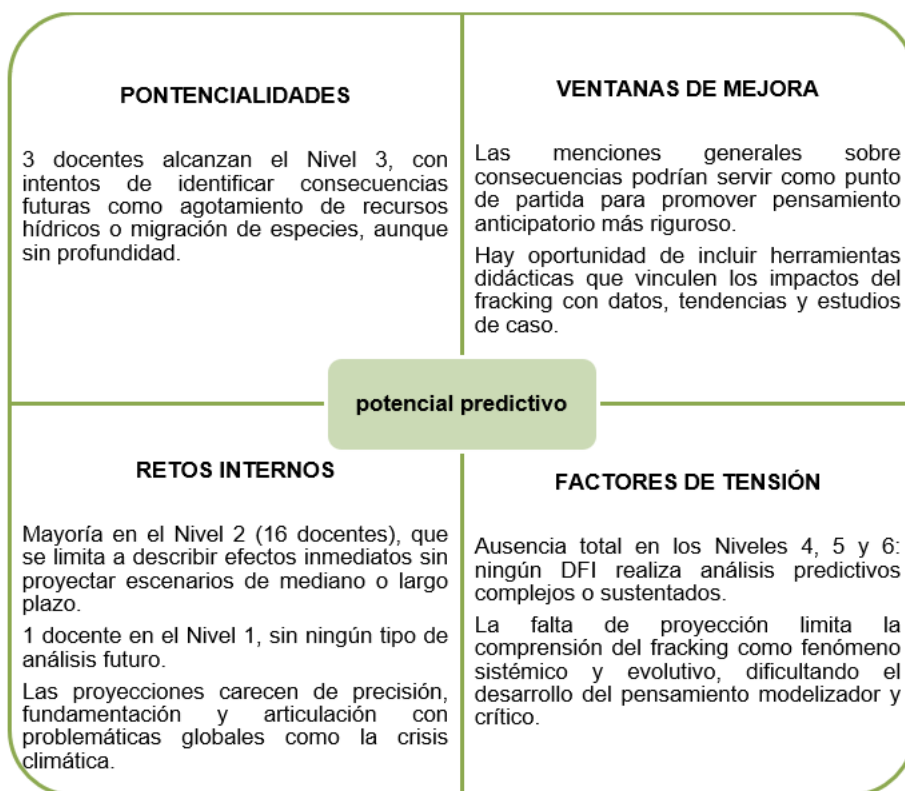 PONTENCIALIDADES
3 docentes alcanzan el Nivel 3, con
intentos de identificar consecuencias
futuras como agotamiento de recursos
hídricos o migración de especies, aunque
sin profundidad.
VENTANAS DE MEJORA
Las menciones generales sobre
consecuencias podrían servir como punto
de partida para promover pensamiento
anticipatorio más riguroso.
Hay oportunidad de incluir herramientas
didácticas que vinculen los impactos del
fracking con datos, tendencias y estudios
de caso.
potencial predictivo
RETOS INTERNOS
Mayoría en el Nivel 2 (16 docentes), que
se limita a describir efectos inmediatos sin
proyectar escenarios de mediano o largo
plazo.
1 docente en el Nivel 1, sin ningún tipo de
análisis futuro.
Las proyecciones carecen de precisión,
fundamentación y articulación con
problemáticas globales como la crisis
climática.
FACTORES DE TENSIÓN
Ausencia total en los Niveles 4, 5 y 6:
ningún DFI realiza análisis predictivos
complejos o sustentados.
La falta de proyección limita la
comprensión del fracking como fenómeno
sistémico y evolutivo, dificultando el
desarrollo del pensamiento modelizador y
crítico.